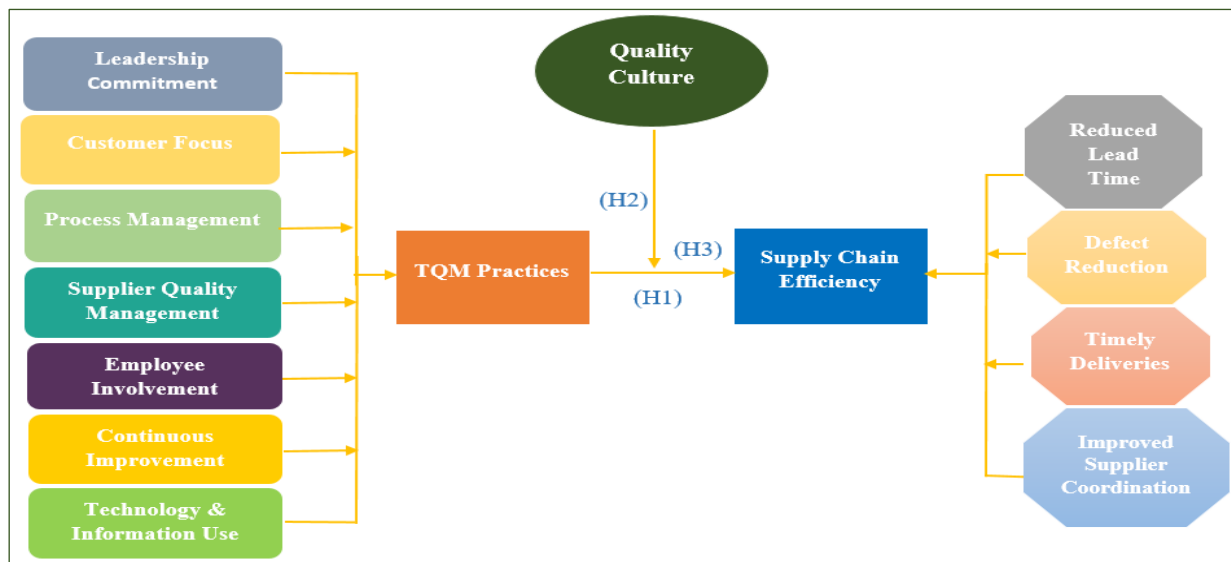 Leadership
Commitment
Customer Focus
Process Management
Supplier Quality
Management
Employee
Involvement
Continuous
Improvement
Technology &
Information Use
TQM Practices
Quality
Culture
(H2)
(H3)
(H1)
Supply Chain
Efficiency
Reduced
Lead
Time
Defect
Reduction
Timely
Deliveries
Improved
Supplier
Coordination